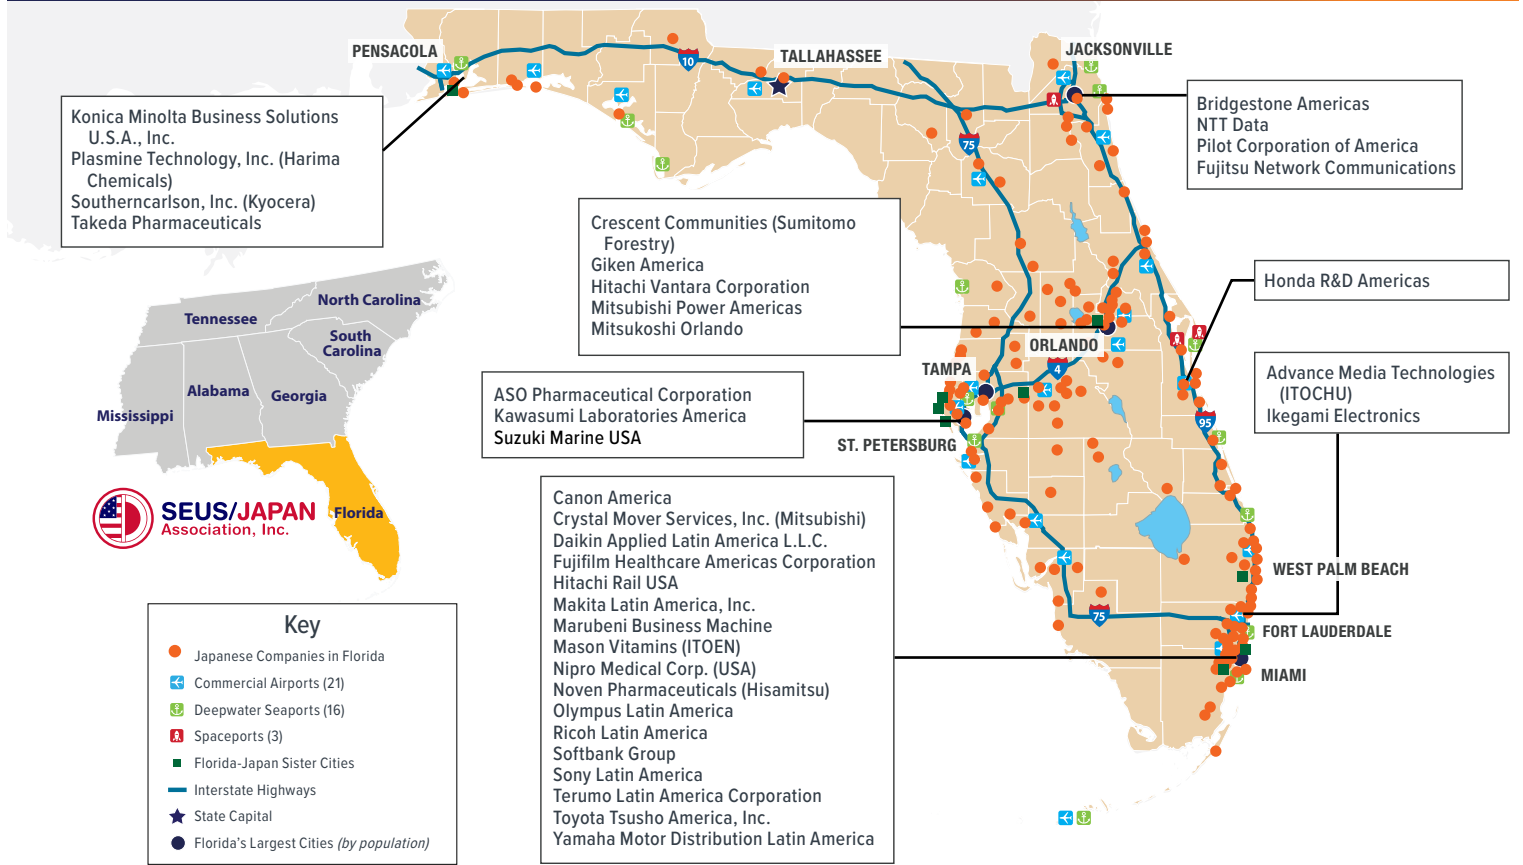 PENSACOLA
TALLAHASSEE
JACKSONVILLE
10
75
Konica Minolta Business Solutions
U.S.A., Inc.
Plasmine Technology, Inc. (Harima
Chemicals)
Southerncarlson, Inc. (Kyocera)
Takeda Pharmaceuticals
Bridgestone Americas
NTT Data
Pilot Corporation of America
Fujitsu Network Communications
Crescent Communities (Sumitomo
Forestry)
Giken America
Hitachi Vantara Corporation
Mitsubishi Power Americas
Mitsukoshi Orlando
Honda R&D Americas
ORLANDO
4
TAMPA
ASO Pharmaceutical Corporation
Kawasumi Laboratories America
Suzuki Marine USA
ST. PETERSBURG
Advance Media Technologies
(ITOCHU)
Ikegami Electronics
95
North Carolina
Tennessee
South
Carolina
Alabama
Georgia
Mississippi
Florida
SEUS/JAPAN
Association, Inc.
Canon America
Crystal Mover Services, Inc. (Mitsubishi)
Daikin Applied Latin America L.L.C.
Fujifilm Healthcare Americas Corporation
Hitachi Rail USA
Makita Latin America, Inc.
Marubeni Business Machine
Mason Vitamins (ITOEN)
Nipro Medical Corp. (USA)
Noven Pharmaceuticals (Hisamitsu)
Olympus Latin America
Ricoh Latin America
Softbank Group
Sony Latin America
Terumo Latin America Corporation
Toyota Tsusho America, Inc.
Yamaha Motor Distribution Latin America
WEST PALM BEACH
75
FORT LAUDERDALE
MIAMI
Key
Japanese Companies in Florida
Commercial Airports (21)
Deepwater Seaports (16)
Spaceports (3)
Florida-Japan Sister Cities
Interstate Highways
State Capital
Florida's Largest Cities (by population)